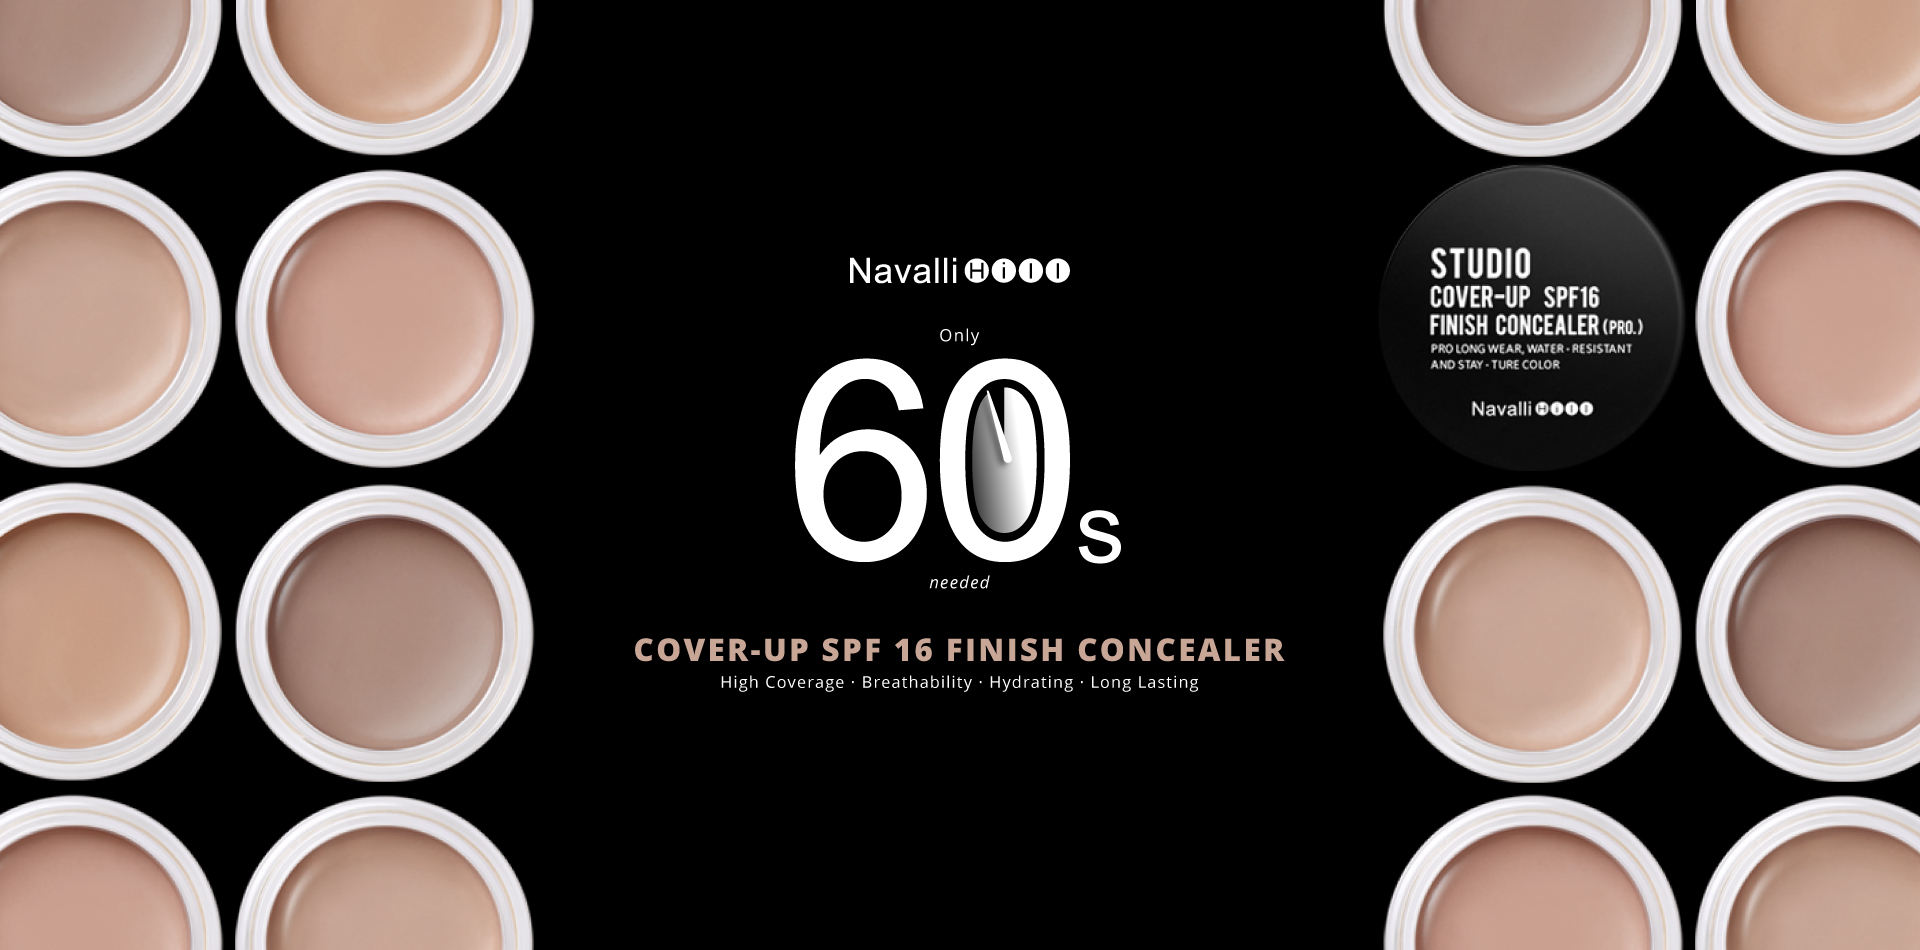 Navalli Hill
Only
60s
needed
COVER-UP SPF 16 FINISH CONCEALER
High Coverage · Breathability · Hydrating · Long Lasting
STUDIO
COVER-UP SPF16
FINISH CONCEALER (PRO.)
PRO LONG WEAR, WATER - RESISTANT
AND STAY - TURE COLOR
Navalli Hill